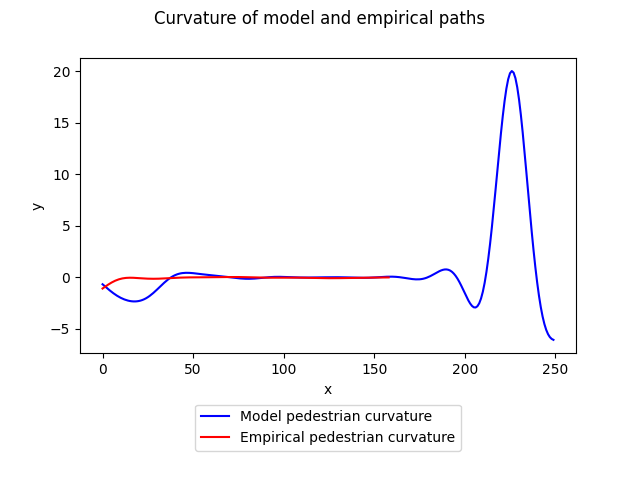 Curvature of model and empirical paths
20
15
10
5
0
−5
y
0 50 100 150 200 250
x
Model pedestrian curvature
Empirical pedestrian curvature